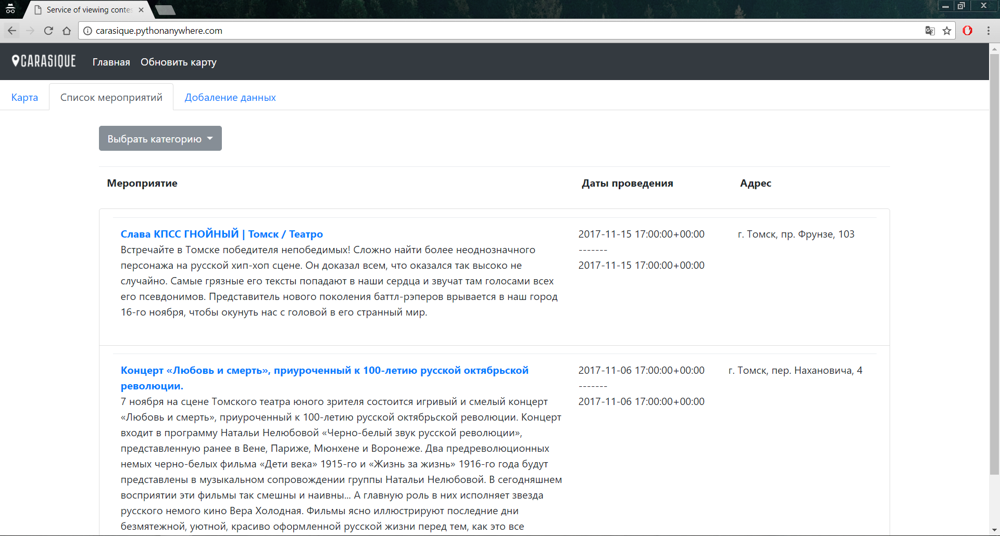 Service of viewing contes
carasique.pythonanywhere.com
CARASIQUE Главная Обновить карту
Карта Список мероприятий Добаление данных
Выбрать категорию
Мероприятие Даты проведения Адрес
Слава КПСС ГНОЙНЫЙ | Томск / Театро 2017-11-15 17:00:00+00:00 г. Томск, пр. Фрунзе, 103
Встречайте в Томске победителя непобедимых! Сложно найти более неоднозначного -------
персонажа на русской хип-хоп сцене. Он доказал всем, что оказался так высоко не 2017-11-15 17:00:00+00:00
случайно. Самые грязные его тексты попадают в наши сердца и звучат там голосами всех
его псевдонимов. Представитель нового поколения баттл-рэперов врывается в наш город
16-го ноября, чтобы окунуть нас с головой в его странный мир.
Концерт «Любовь и смерть», приуроченный к 100-летию русской октябрьской 2017-11-06 17:00:00+00:00 г. Томск, пер. Нахановича, 4
революции. -------
7 ноября на сцене Томского театра юного зрителя состоится игривый и смелый концерт 2017-11-06 17:00:00+00:00
«Любовь и смерть», приуроченный к 100-летию русской октябрьской революции. Концерт
входит в программу Натальи Нелюбовой «Черно-белый звук русской революции»,
представленную ранее в Вене, Париже, Мюнхене и Воронеже. Два предреволюционных
немых черно-белых фильма «Дети века» 1915-го и «Жизнь за жизнь» 1916-го года будут
представлены в музыкальном сопровождении группы Натальи Нелюбовой. В сегодняшнем
восприятии эти фильмы так смешны и наивны... А главную роль в них исполняет звезда
русского немого кино Вера Холодная. Фильмы ясно иллюстрируют последние дни
безмятежной, уютной, красиво оформленной русской жизни перед тем, как это все